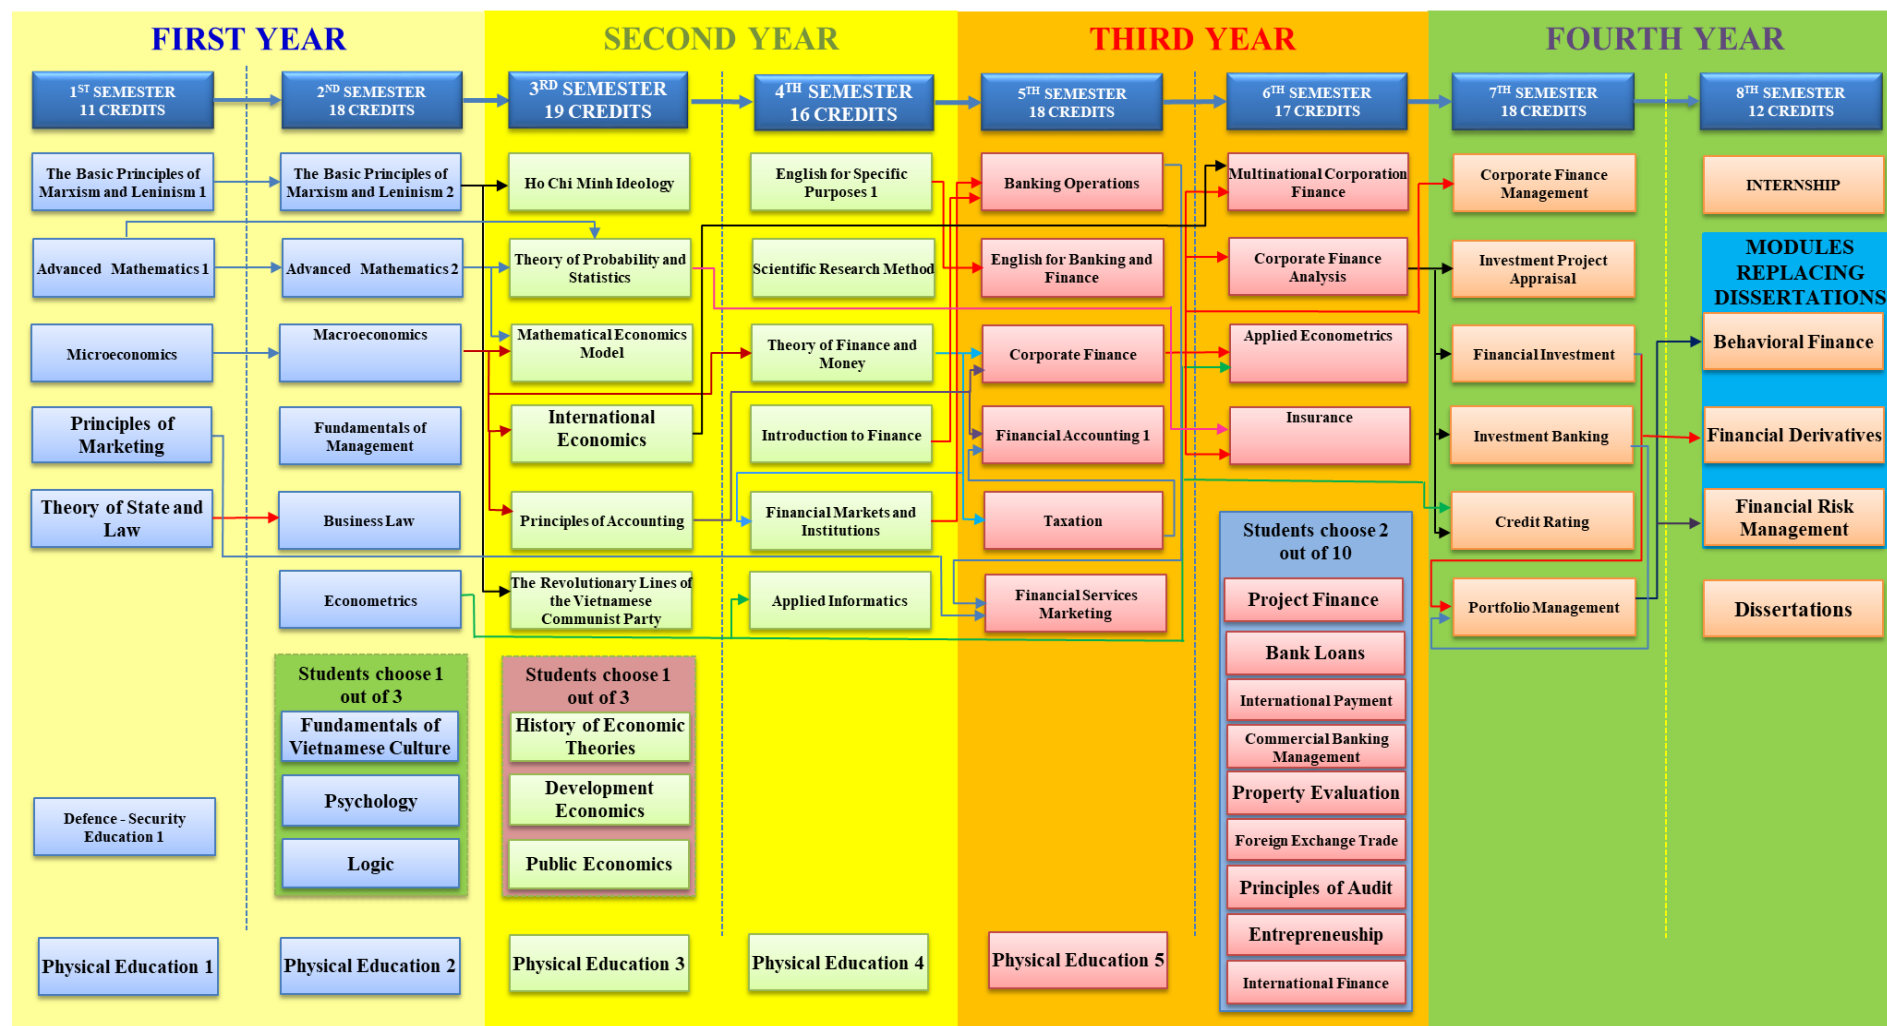 FIRST YEAR
SECOND YEAR
THIRD YEAR
FOURTH YEAR
1ST SEMESTER
11 CREDITS
2ND SEMESTER
18 CREDITS
3RD SEMESTER
19 CREDITS
4TH SEMESTER
16 CREDITS
5TH SEMESTER
18 CREDITS
6TH SEMESTER
17 CREDITS
7TH SEMESTER
18 CREDITS
8TH SEMESTER
12 CREDITS
The Basic Principles of
Marxism and Leninism 1
Advanced Mathematics 1
Microeconomics
Principles of
Marketing
Theory of State and
Law
Defence - Security
Education 1
Physical Education 1
The Basic Principles of
Marxism and Leninism 2
Advanced Mathematics 2
Macroeconomics
Fundamentals of
Management
Business Law
Econometrics
Students choose 1
out of 3
Fundamentals of
Vietnamese Culture
Psychology
Logic
Physical Education 2
Ho Chi Minh Ideology
Theory of Probability and
Statistics
Mathematical Economics
Model
International
Economics
Principles of Accounting
The Revolutionary Lines of
the Vietnamese
Communist Party
Students choose 1
out of 3
History of Economic
Theories
Development
Economics
Public Economics
Physical Education 3
English for Specific
Purposes 1
Scientific Research Method
Theory of Finance and
Money
Introduction to Finance
Financial Markets and
Institutions
Applied Informatics
Physical Education 4
Banking Operations
English for Banking and
Finance
Corporate Finance
Financial Accounting 1
Taxation
Financial Services
Marketing
Physical Education 5
Multinational Corporation
Finance
Corporate Finance
Analysis
Applied Econometrics
Insurance
Students choose 2
out of 10
Project Finance
Bank Loans
International Payment
Commercial Banking
Management
Property Evaluation
Foreign Exchange Trade
Principles of Audit
Entrepreneuship
International Finance
Corporate Finance
Management
Investment Project
Appraisal
Financial Investment
Investment Banking
Credit Rating
Portfolio Management
INTERNSHIP
MODULES
REPLACING
DISSERTATIONS
Behavioral Finance
Financial Derivatives
Financial Risk
Management
Dissertations